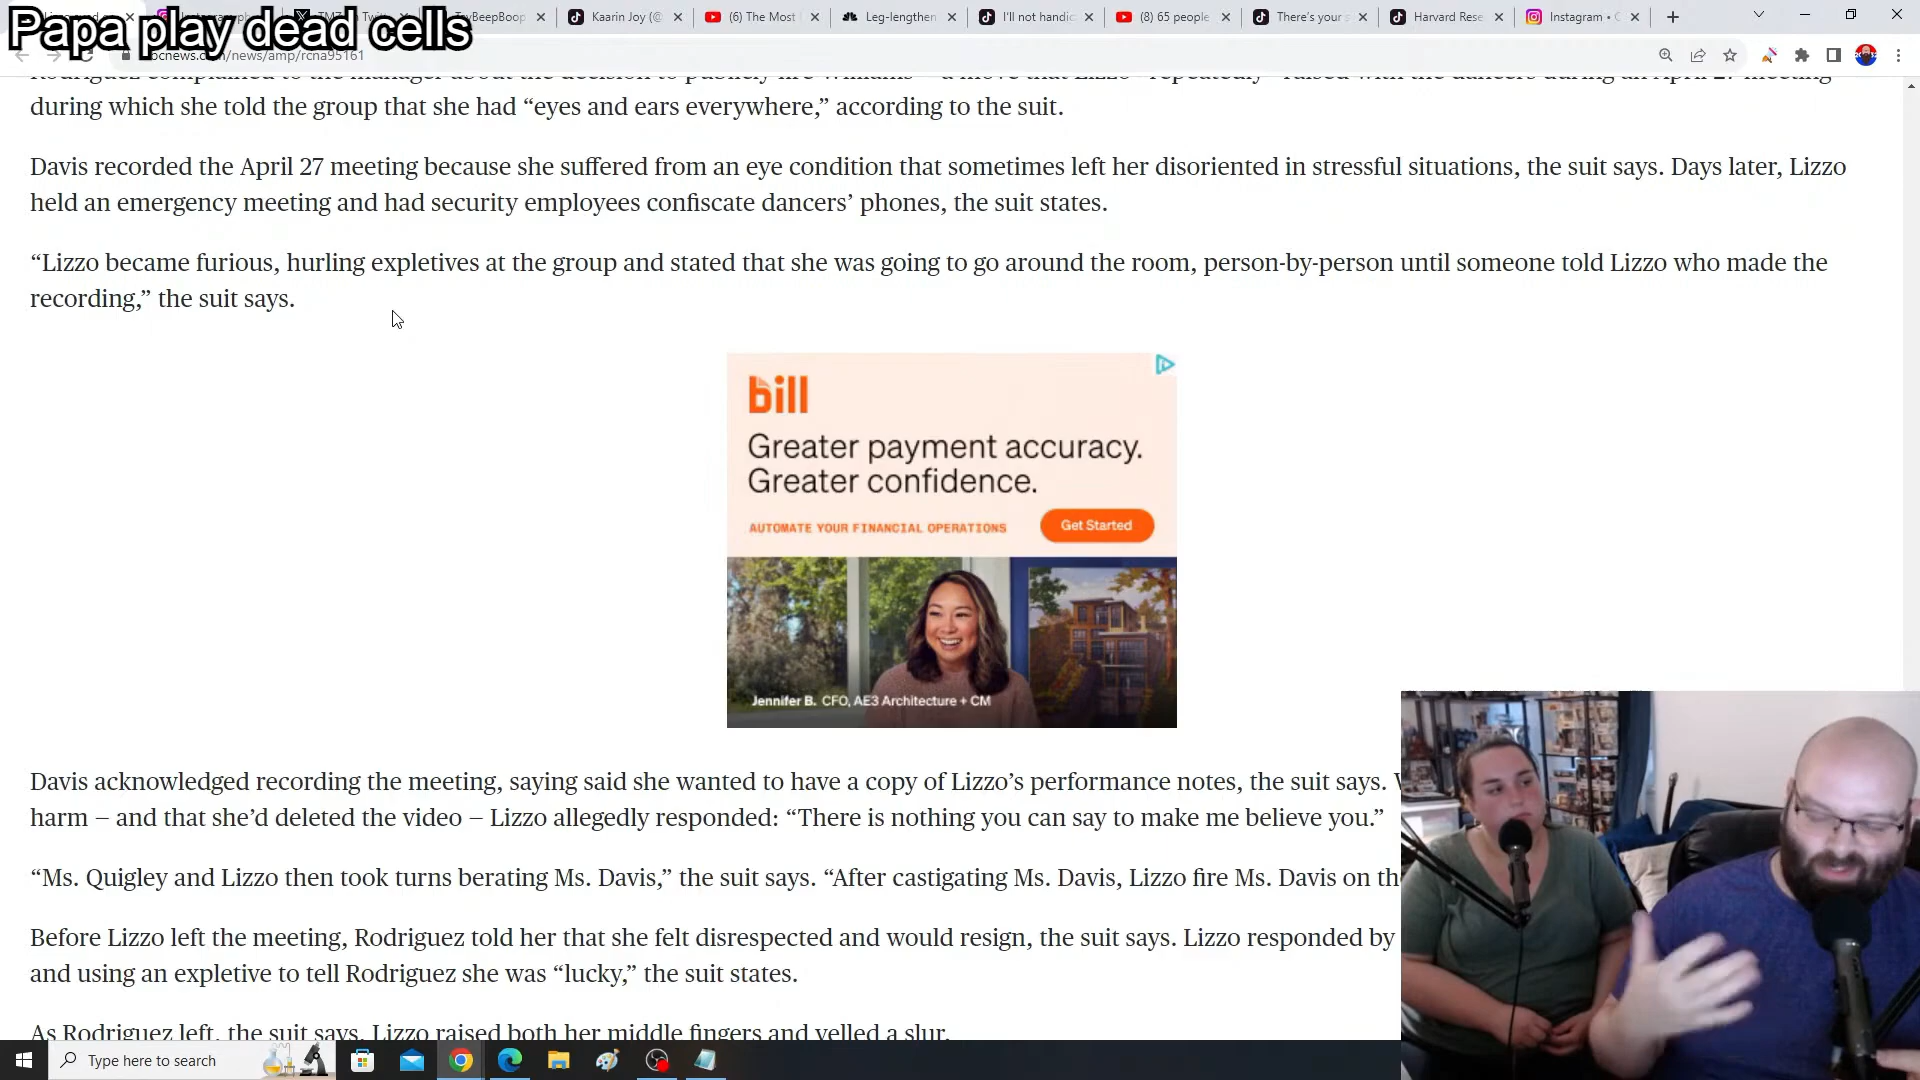 Papa play dead cells
Kaarin Joy (@
(6) The Most
Leg-lengthen
I'll not handic
(8) 65 people
There's your s
Harvard Rese
Instagram • C
bcnews.com/news/amp/rcna95161
during which she told the group that she had “eyes and ears everywhere,” according to the suit.
Davis recorded the April 27 meeting because she suffered from an eye condition that sometimes left her disoriented in stressful situations, the suit says. Days later, Lizzo
held an emergency meeting and had security employees confiscate dancers’ phones, the suit states.
“Lizzo became furious, hurling expletives at the group and stated that she was going to go around the room, person-by-person until someone told Lizzo who made the
recording,” the suit says.
bill
Greater payment accuracy.
Greater confidence.
AUTOMATE YOUR FINANCIAL OPERATIONS
Get Started
Jennifer B. CFO, AE3 Architecture + CM
Davis acknowledged recording the meeting, saying said she wanted to have a copy of Lizzo’s performance notes, the suit says.
harm — and that she’d deleted the video — Lizzo allegedly responded: “There is nothing you can say to make me believe you.”
“Ms. Quigley and Lizzo then took turns berating Ms. Davis,” the suit says. “After castigating Ms. Davis, Lizzo fire Ms. Davis on th
Before Lizzo left the meeting, Rodriguez told her that she felt disrespected and would resign, the suit says. Lizzo responded by
and using an expletive to tell Rodriguez she was “lucky,” the suit states.
As Rodriguez left, the suit says, Lizzo raised both her middle fingers and yelled a slur.
Type here to search